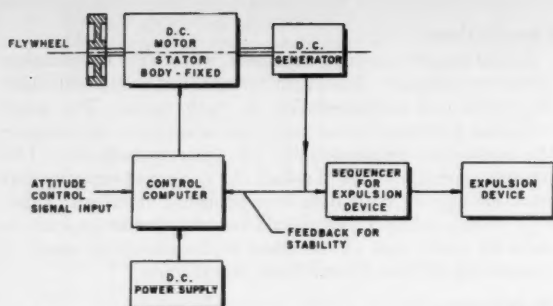 FLYWHEEL
D.C.
MOTOR
STATOR
BODY-FIXED
D.C.
GENERATOR
ATTITUDE
CONTROL
SIGNAL INPUT
CONTROL
COMPUTER
FEEDBACK FOR
STABILITY
SEQUENCER
FOR
EXPULSION
DEVICE
EXPULSION
DEVICE
D.C.
POWER SUPPLY